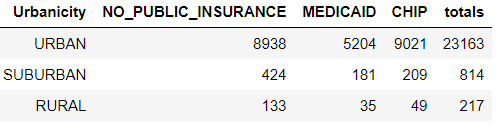 Urbanicity NO_PUBLIC_INSURANCE MEDICAID CHIP totals
URBAN 8938 5204 9021 23163
SUBURBAN 424 181 209 814
RURAL 133 35 49 217